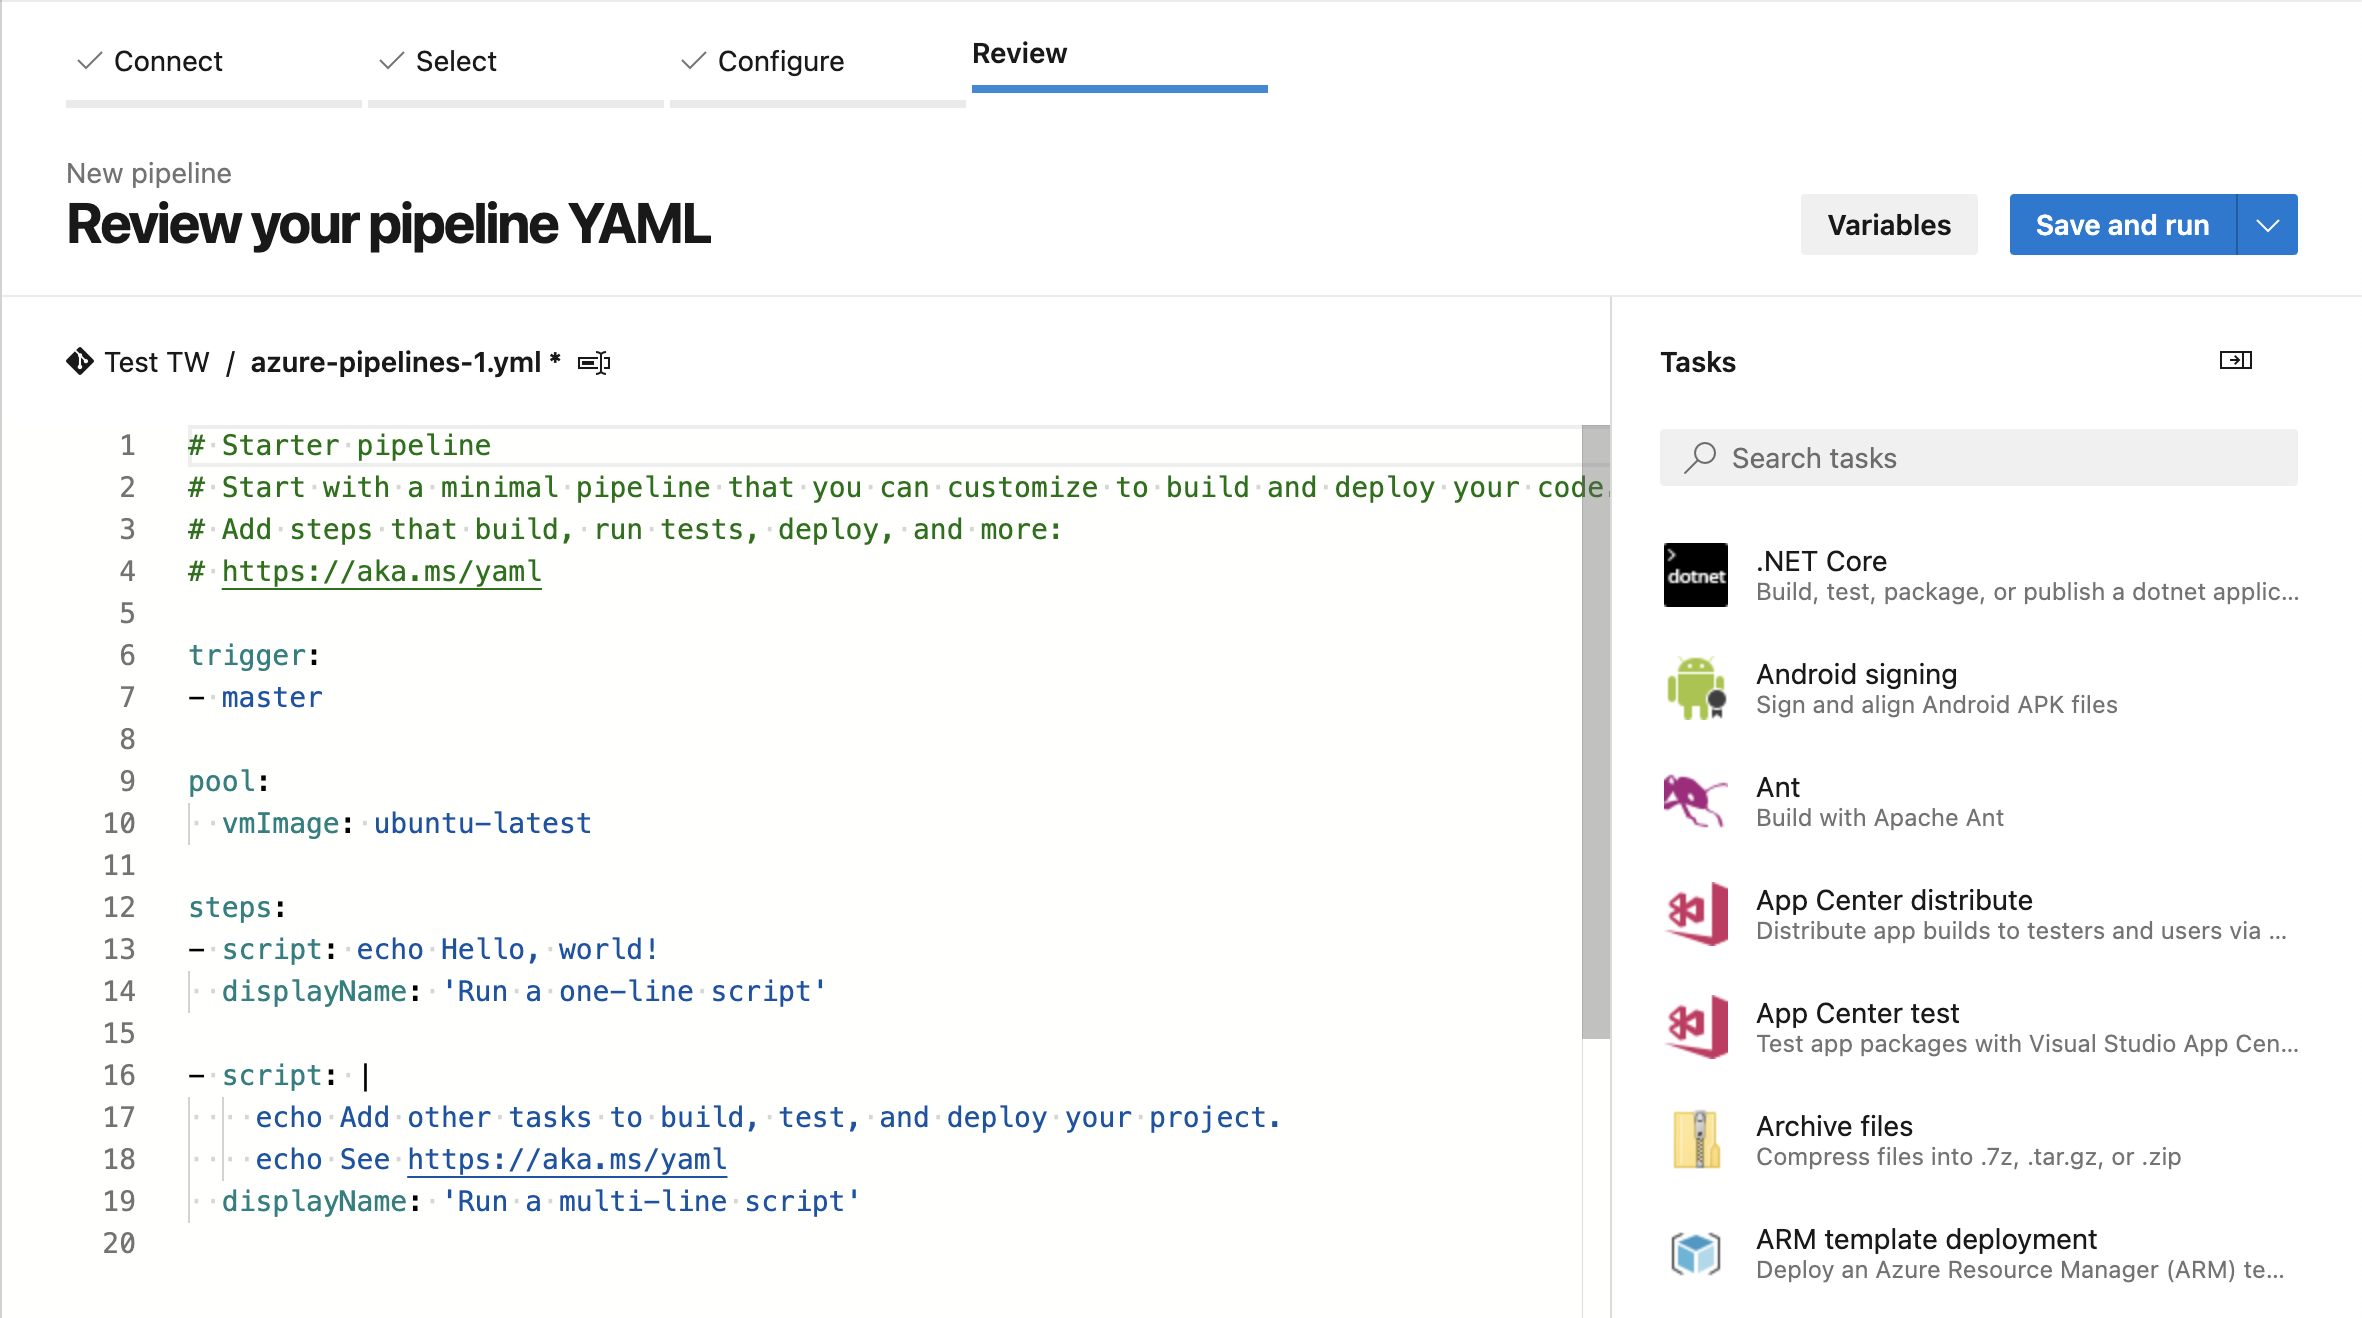 Connect
Select
Configure
Review
New pipeline
Review your pipeline YAML
Variables
Save and run
Test TW / azure-pipelines-1.yml *
1 # Starter pipeline
2 # Start with a minimal pipeline that you can customize to build and deploy your code.
3 # Add steps that build, run tests, deploy, and more:
4 # https://aka.ms/yaml
5
6 trigger:
7 - master
8
9 pool:
10   vmImage: ubuntu-latest
11
12 steps:
13 - script: echo Hello, world!
14   displayName: 'Run a one-line script'
15
16 - script: |
17     echo Add other tasks to build, test, and deploy your project.
18     echo See https://aka.ms/yaml
19   displayName: 'Run a multi-line script'
20
Tasks
Search tasks
dotnet
.NET Core
Build, test, package, or publish a dotnet applic...
Android signing
Sign and align Android APK files
Ant
Build with Apache Ant
App Center distribute
Distribute app builds to testers and users via ...
App Center test
Test app packages with Visual Studio App Cen...
Archive files
Compress files into .7z, .tar.gz, or .zip
ARM template deployment
Deploy an Azure Resource Manager (ARM) te...